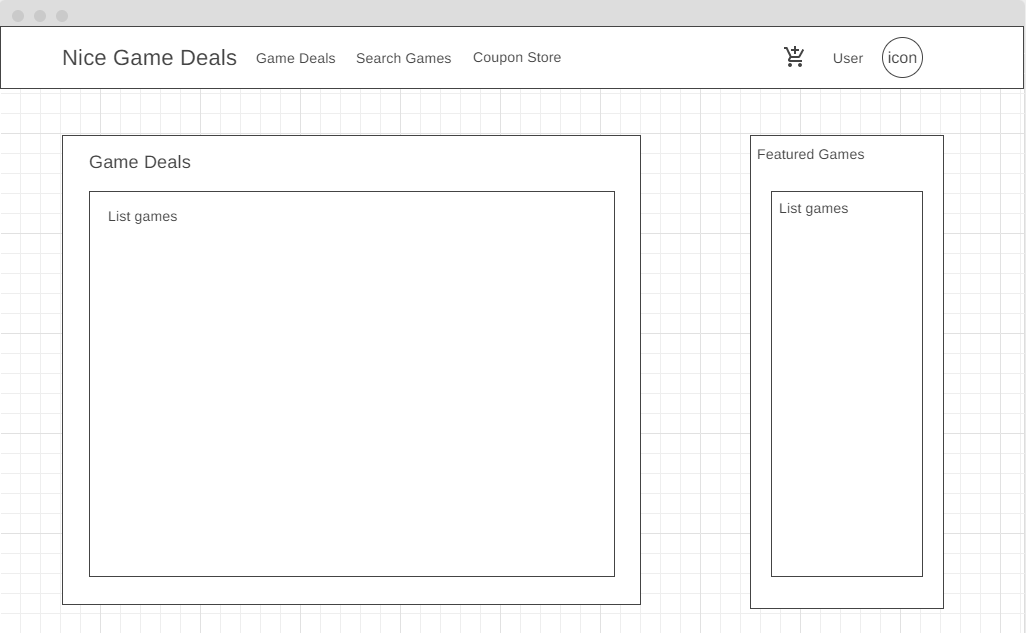 Nice Game Deals Game Deals Search Games Coupon Store User icon
Game Deals
List games
Featured Games
List games